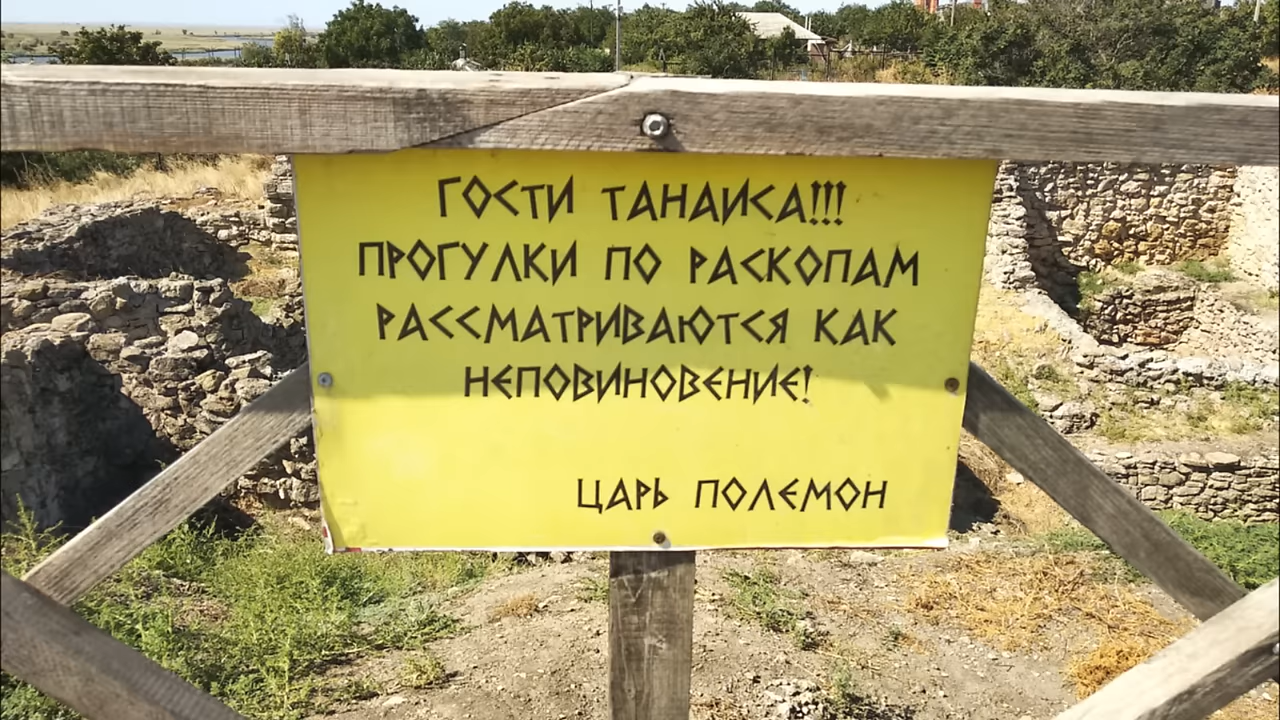 ГОСТИ ТАНАИСА!!!
ПРОГУЛКИ ПО РАСКОПАМ
РАССМАТРИВАЮТСЯ КАК
НЕПОВИНОВЕНИЕ!
ЦАРЬ ПОЛЕМОН